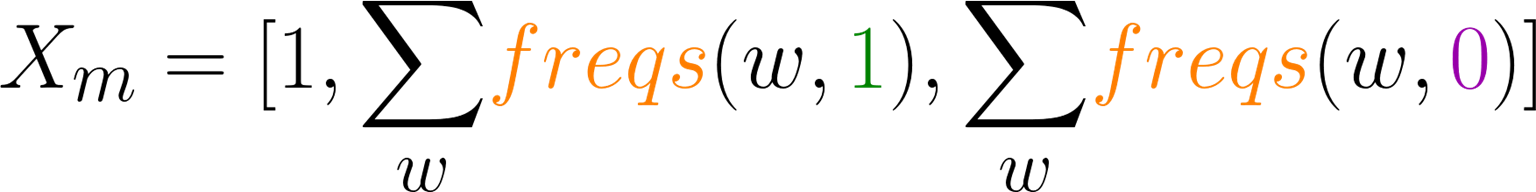 X_m = [1, ∑_w freqs(w, 1), ∑_w freqs(w, 0)]